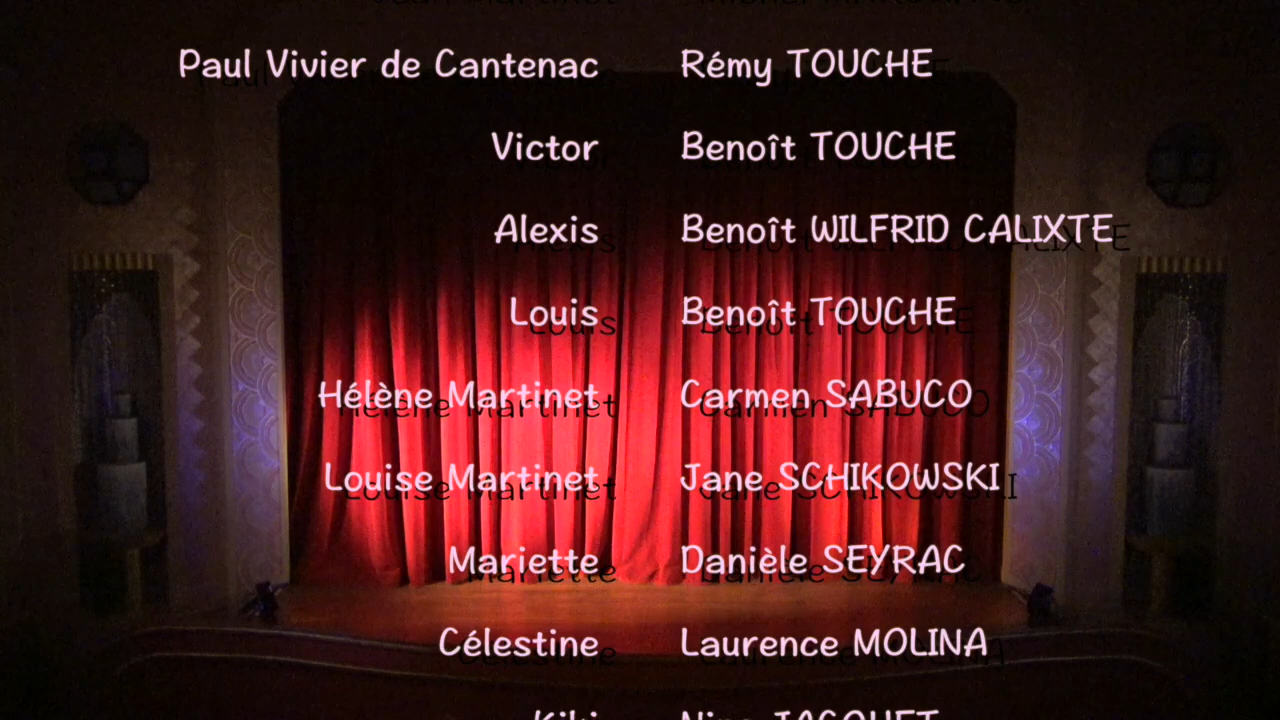 Paul Vivier de Cantenac Rémy TOUCHE
Victor Benoît TOUCHE
Alexis Benoît WILFRID CALIXTE
Louis Benoît TOUCHE
Hélène Martinet Carmen SABUCO
Louise Martinet Jane SCHIKOWSKI
Mariette Danièle SEYRAC
Célestine Laurence MOLINA